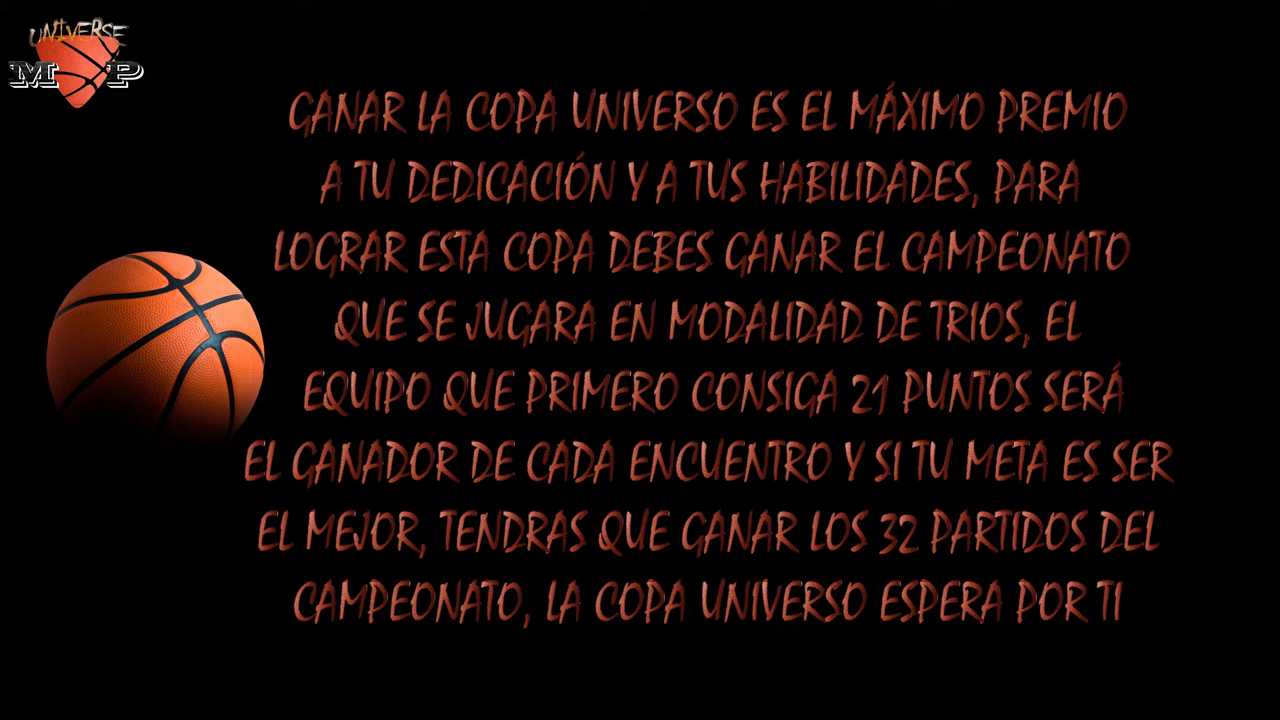 UNIVERSE
M P
GANAR LA COPA UNIVERSO ES EL MÁXIMO PREMIO
A TU DEDICACIÓN Y A TUS HABILIDADES, PARA
LOGRAR ESTA COPA DEBES GANAR EL CAMPEONATO
QUE SE JUGARA EN MODALIDAD DE TRIOS, EL
EQUIPO QUE PRIMERO CONSIGA 21 PUNTOS SERÁ
EL GANADOR DE CADA ENCUENTRO Y SI TU META ES SER
EL MEJOR, TENDRAS QUE GANAR LOS 32 PARTIDOS DEL
CAMPEONATO, LA COPA UNIVERSO ESPERA POR TI